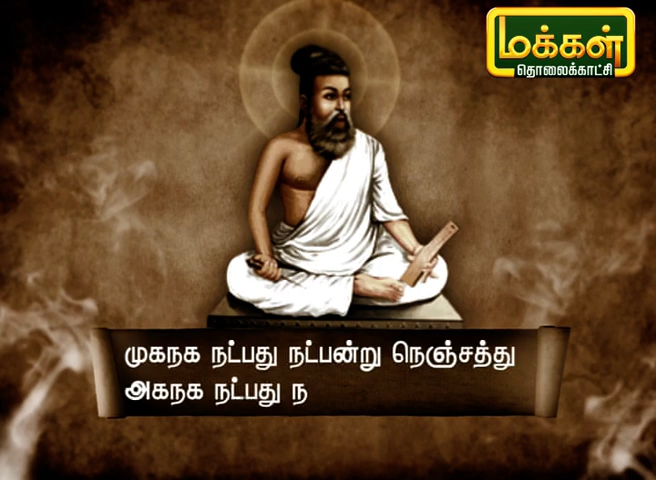 மக்கள்
தொலைக்காட்சி
முகநக நட்பது நட்பன்று நெஞ்சத்து
அகநக நட்பது ந